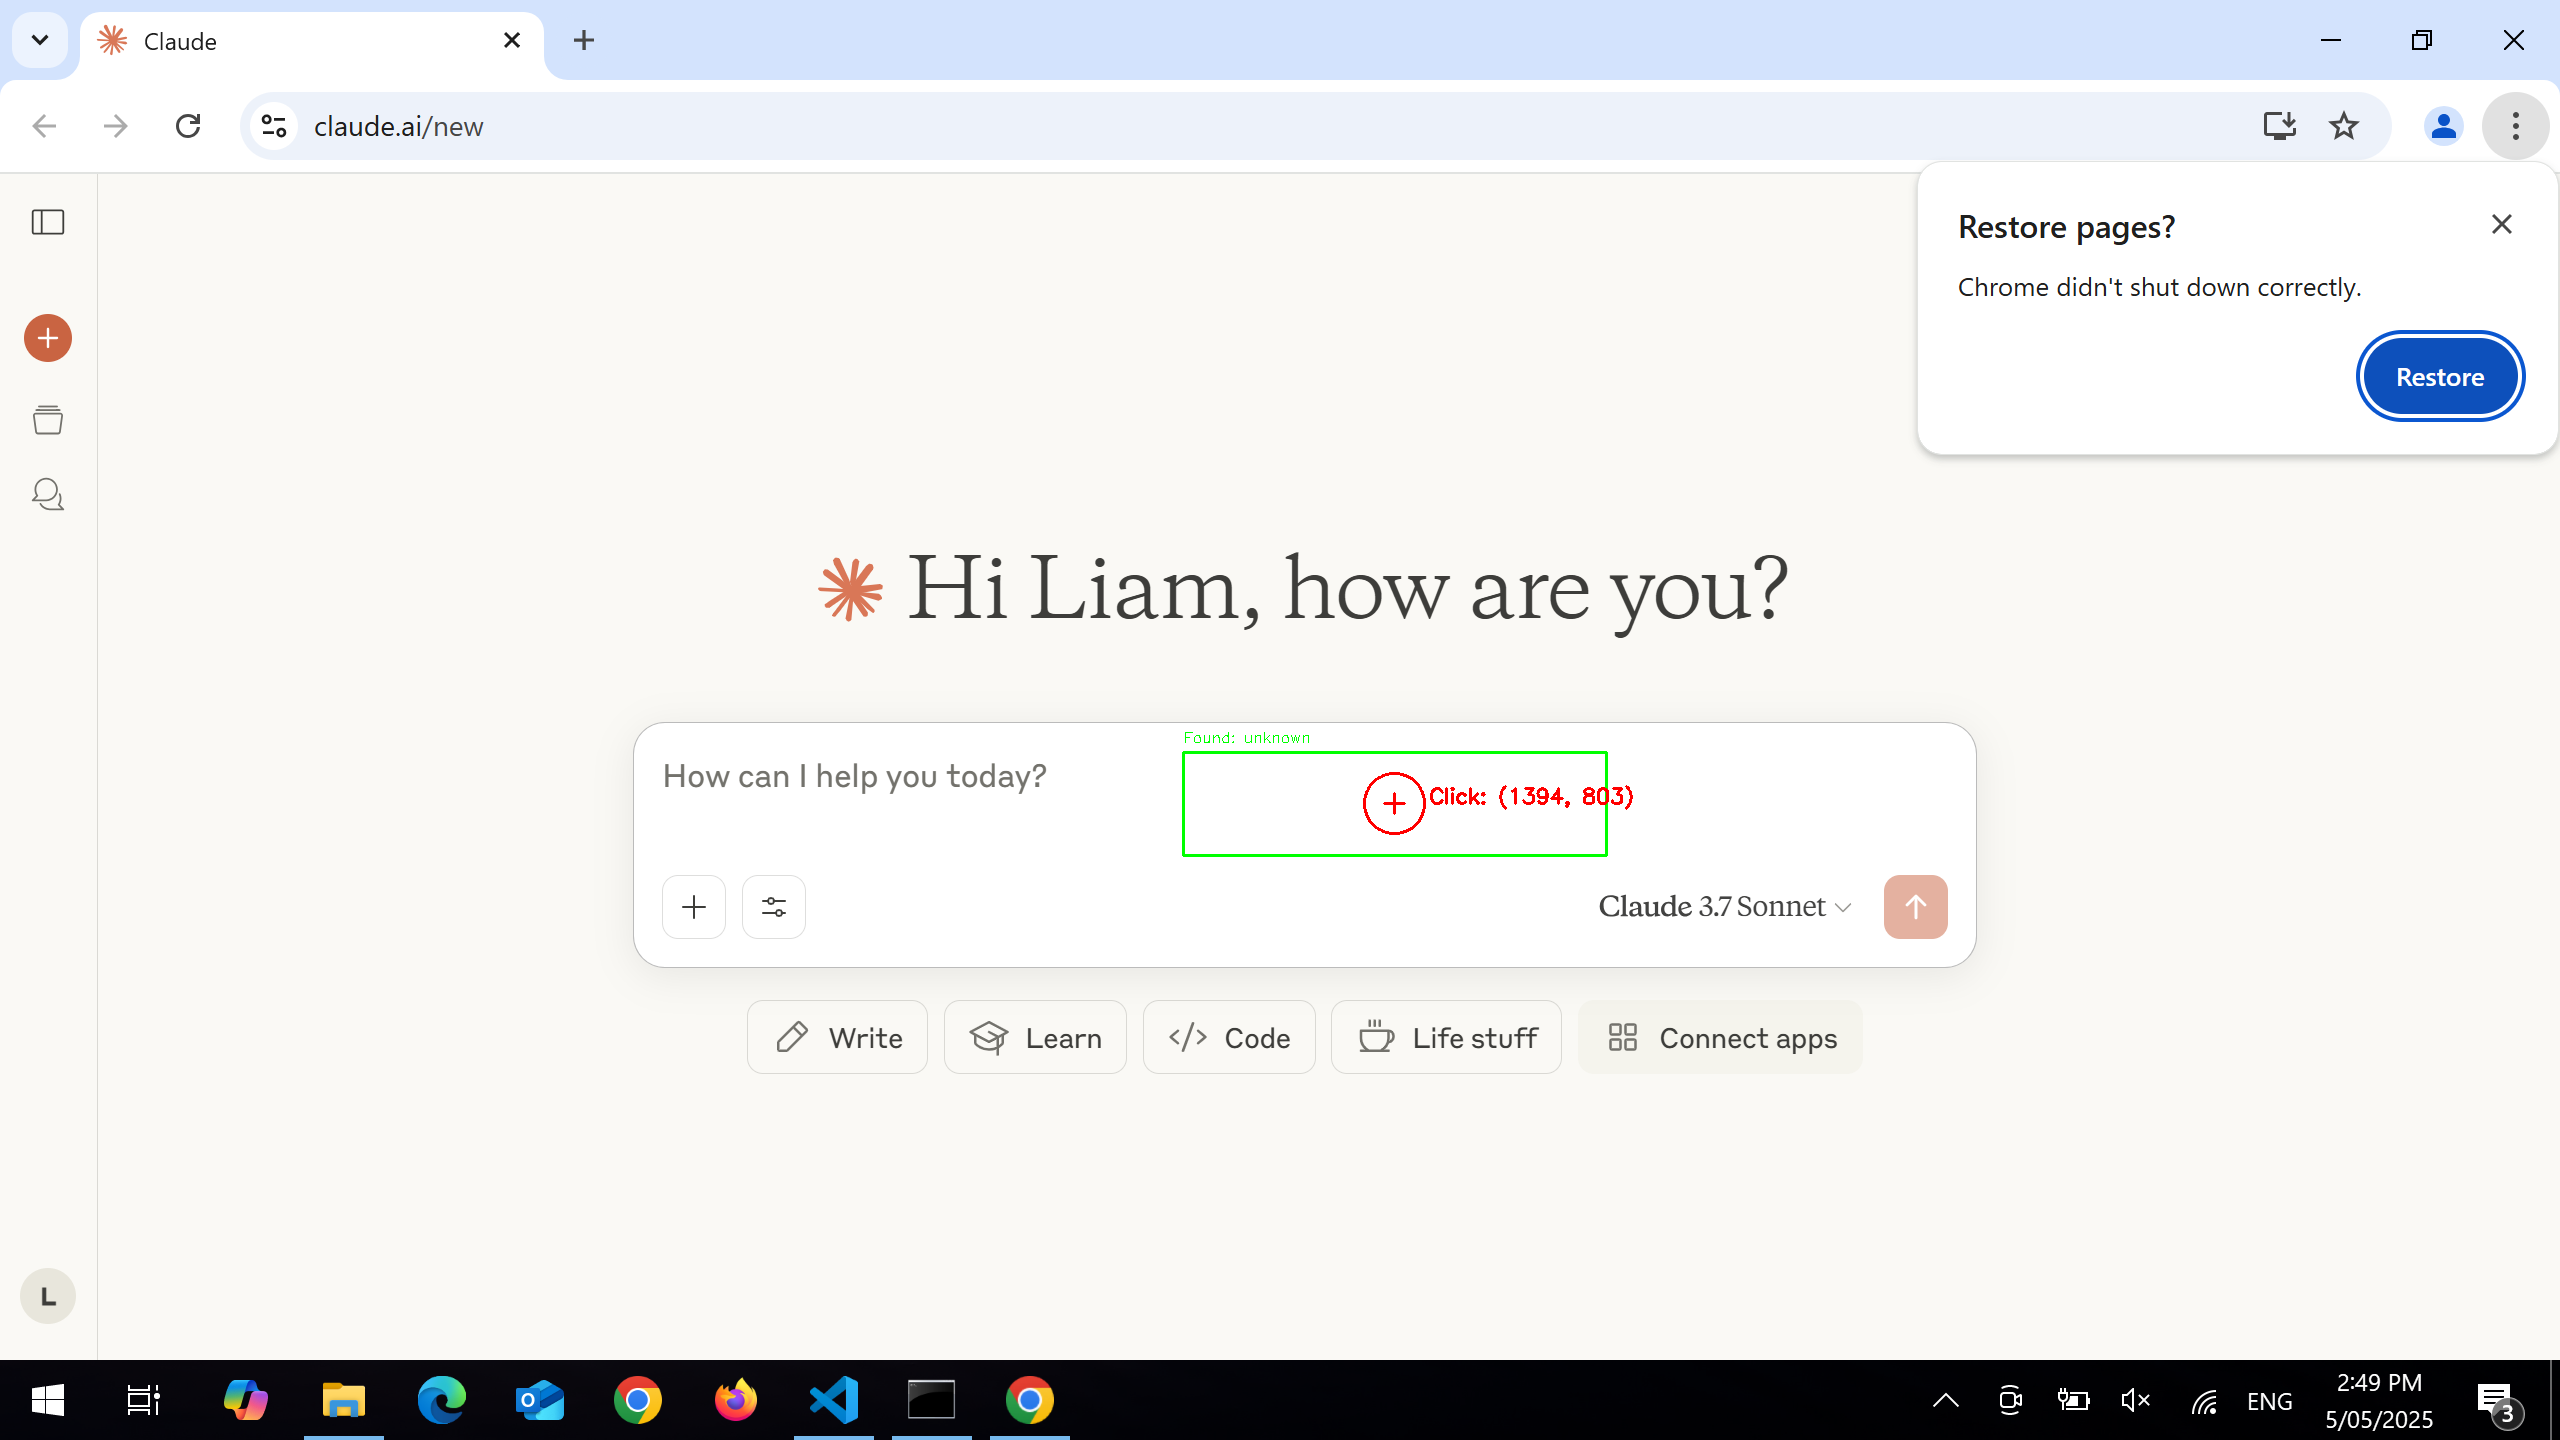 Claude
claude.ai/new
Restore pages?
Chrome didn't shut down correctly.
Restore
Hi Liam, how are you?
Found: unknown
How can I help you today?
Click: (1394, 803)
Claude 3.7 Sonnet
Write
Learn
Code
Life stuff
Connect apps
L
ENG
2:49 PM
5/05/2025
3